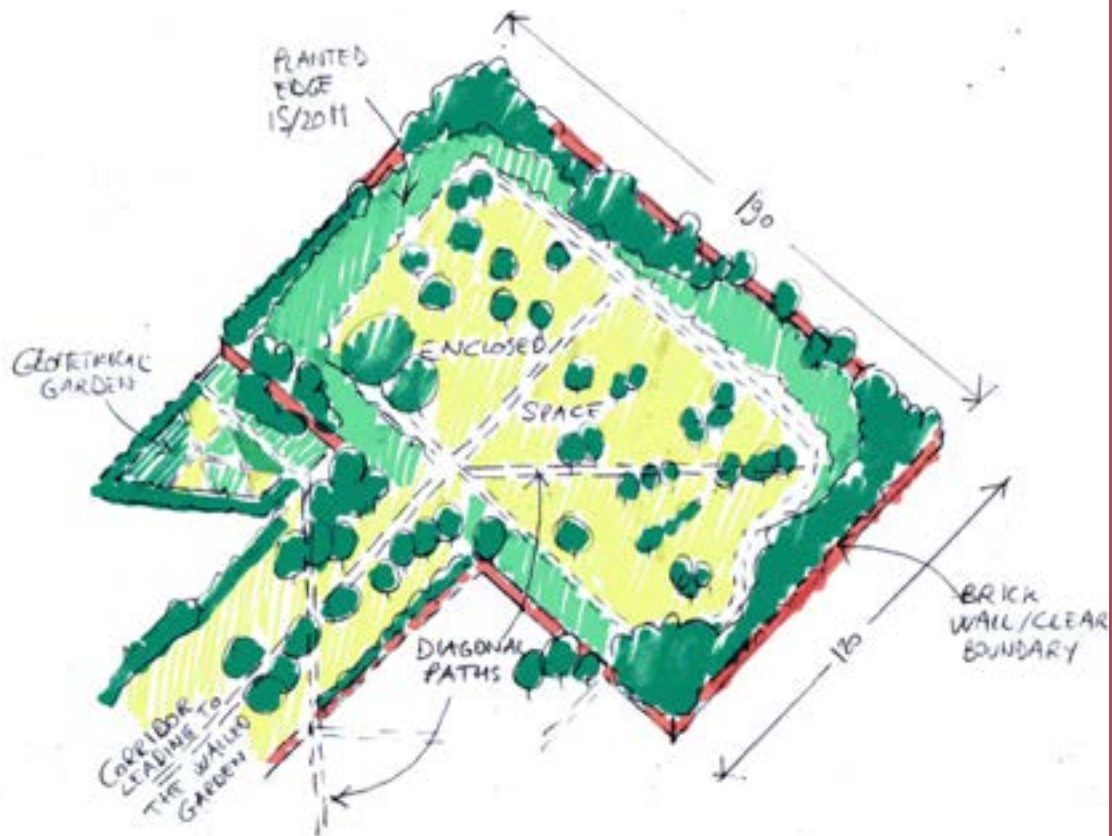 PLANTED
EDGE
15/20M
190
GEOMETRICAL
GARDEN
ENCLOSED
SPACE
DIAGONAL
PATHS
BRICK
WALL/CLEAR
BOUNDARY
120
CORRIDOR
LEADING TO
THE WALLED
GARDEN